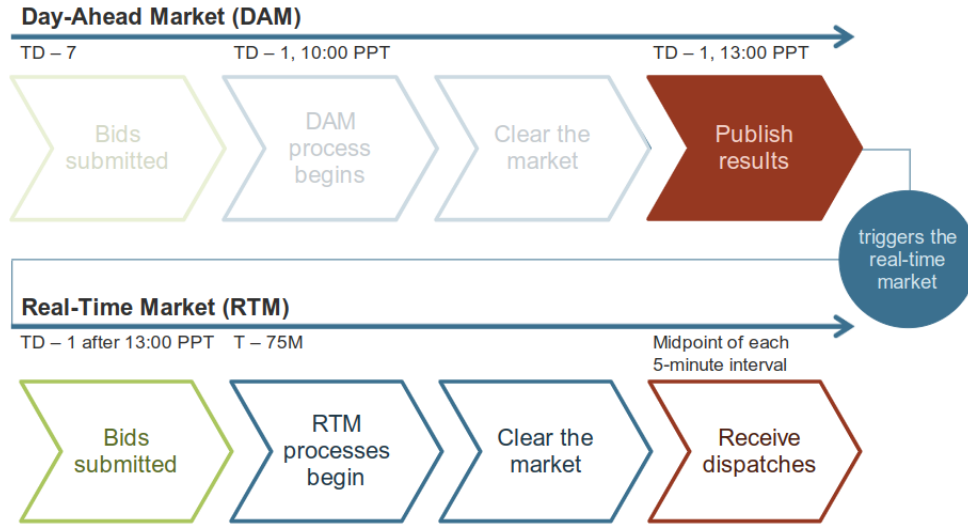 Day-Ahead Market (DAM)
TD – 7
TD – 1, 10:00 PPT
TD – 1, 13:00 PPT
Bids
submitted
DAM
process
begins
Clear the
market
Publish
results
triggers the
real-time
market
Real-Time Market (RTM)
TD – 1 after 13:00 PPT
T – 75M
Midpoint of each
5-minute interval
Bids
submitted
RTM
processes
begin
Clear the
market
Receive
dispatches